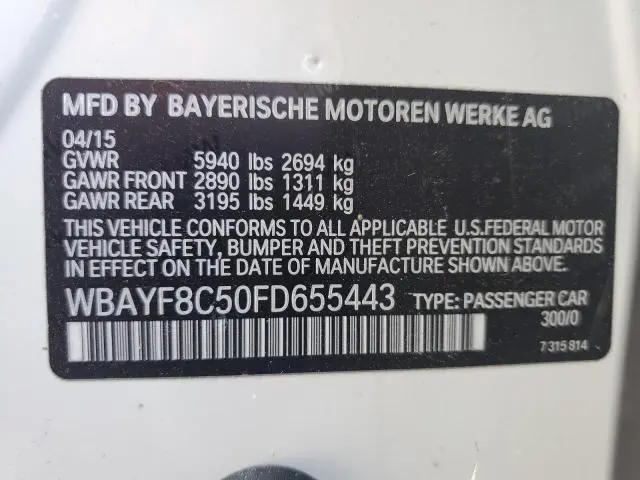 MFD BY BAYERISCHE MOTOREN WERKE AG
04/15
GVWR 5940 lbs 2694 kg
GAWR FRONT 2890 lbs 1311 kg
GAWR REAR 3195 lbs 1449 kg
THIS VEHICLE CONFORMS TO ALL APPLICABLE U.S.FEDERAL MOTOR
VEHICLE SAFETY, BUMPER AND THEFT PREVENTION STANDARDS
IN EFFECT ON THE DATE OF MANUFACTURE SHOWN ABOVE.
WBAYF8C50FD655443 TYPE: PASSENGER CAR
300/0
7 315 814